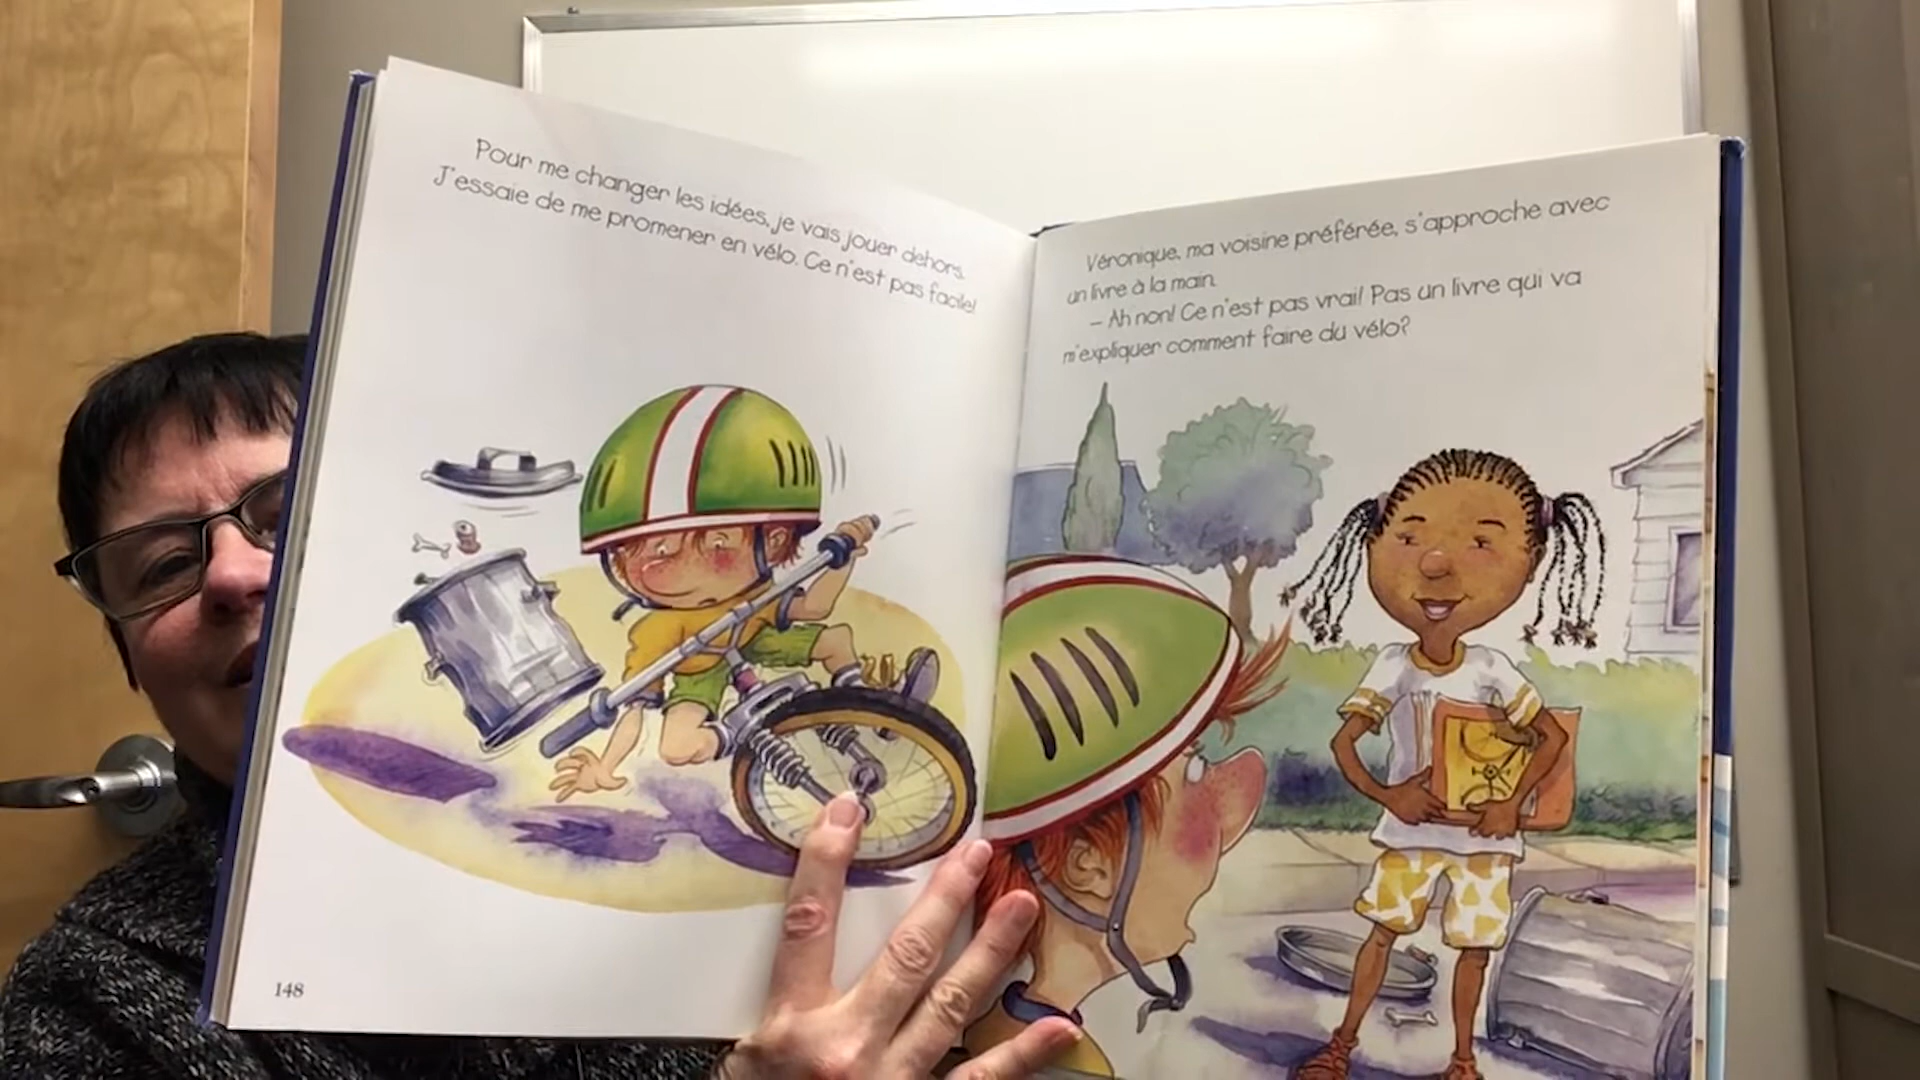 Pour me changer les idées, je vais jouer dehors.
J'essaie de me promener en vélo. Ce n'est pas facile!
148
Véronique, ma voisine préférée, s'approche avec
un livre à la main.
– Ah non! Ce n'est pas vrai! Pas un livre qui va
m'expliquer comment faire du vélo?